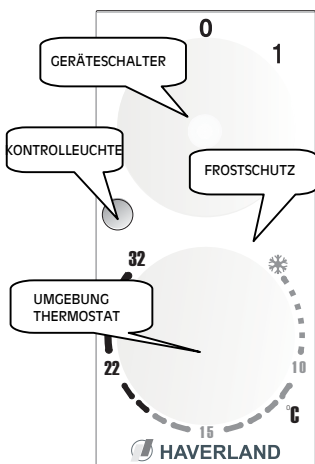 0
1
GERÄTESCHALTER
KONTROLLEUCHTE
FROSTSCHUTZ
32
UMGEBUNG
THERMOSTAT
22
10
°C
15
HAVERLAND